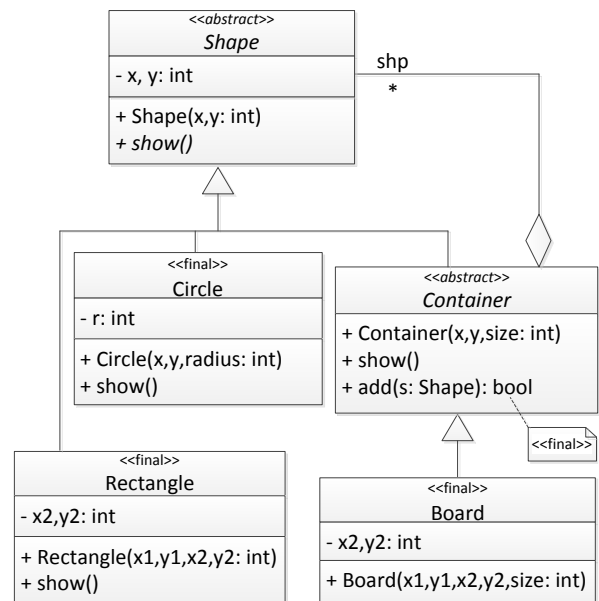 <<abstract>>
Shape
- x, y: int
+ Shape(x,y: int)
+ show()
shp
*
<<final>>
Circle
- r: int
+ Circle(x,y,radius: int)
+ show()
<<abstract>>
Container
+ Container(x,y,size: int)
+ show()
+ add(s: Shape): bool
<<final>>
<<final>>
Rectangle
- x2,y2: int
+ Rectangle(x1,y1,x2,y2: int)
+ show()
<<final>>
Board
- x2,y2: int
+ Board(x1,y1,x2,y2,size: int)